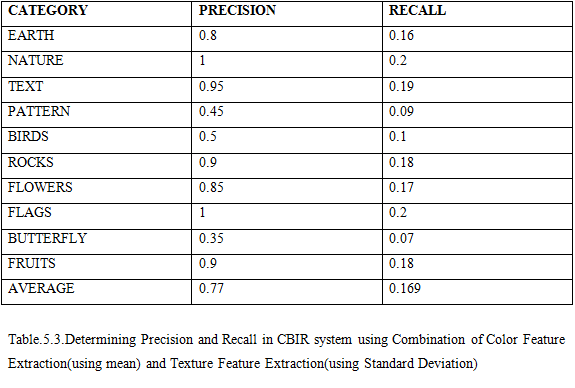 CATEGORY PRECISION RECALL
EARTH 0.8 0.16
NATURE 1 0.2
TEXT 0.95 0.19
PATTERN 0.45 0.09
BIRDS 0.5 0.1
ROCKS 0.9 0.18
FLOWERS 0.85 0.17
FLAGS 1 0.2
BUTTERFLY 0.35 0.07
FRUITS 0.9 0.18
AVERAGE 0.77 0.169
Table.5.3.Determining Precision and Recall in CBIR system using Combination of Color Feature
Extraction(using mean) and Texture Feature Extraction(using Standard Deviation)